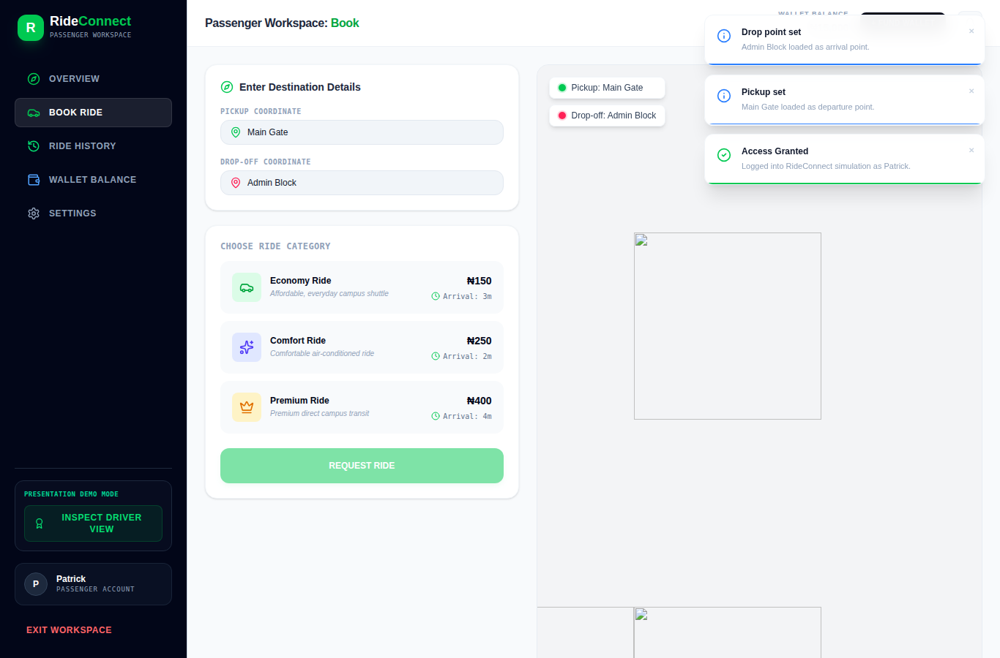 R
RideConnect
PASSENGER WORKSPACE
OVERVIEW
BOOK RIDE
RIDE HISTORY
WALLET BALANCE
SETTINGS
PRESENTATION DEMO MODE
INSPECT DRIVER
VIEW
P
Patrick
PASSENGER ACCOUNT
EXIT WORKSPACE
Passenger Workspace: Book
WALLET BALANCE
Enter Destination Details
PICKUP COORDINATE
Main Gate
DROP-OFF COORDINATE
Admin Block
CHOOSE RIDE CATEGORY
Economy Ride
Affordable, everyday campus shuttle
₦150
Arrival: 3m
Comfort Ride
Comfortable air-conditioned ride
₦250
Arrival: 2m
Premium Ride
Premium direct campus transit
₦400
Arrival: 4m
REQUEST RIDE
Pickup: Main Gate
Drop-off: Admin Block
Drop point set
Admin Block loaded as arrival point.
Pickup set
Main Gate loaded as departure point.
Access Granted
Logged into RideConnect simulation as Patrick.